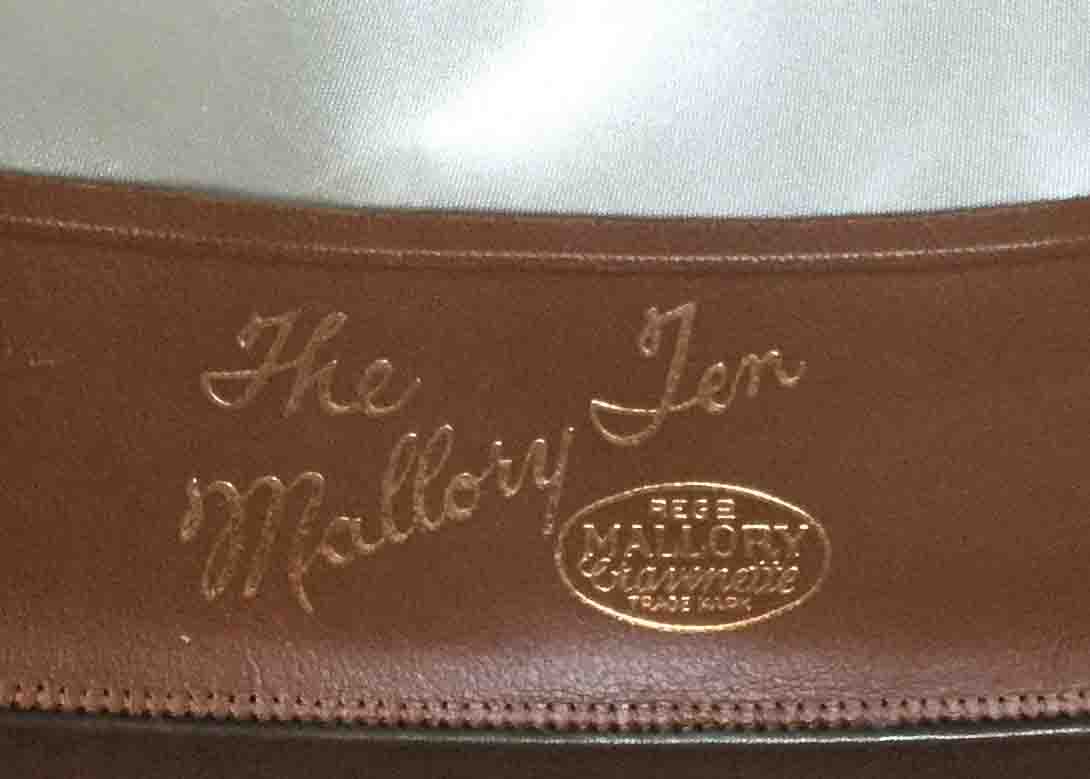 The
Mallory
Ten
REG'D
MALLORY
Cravenette
TRADE MARK